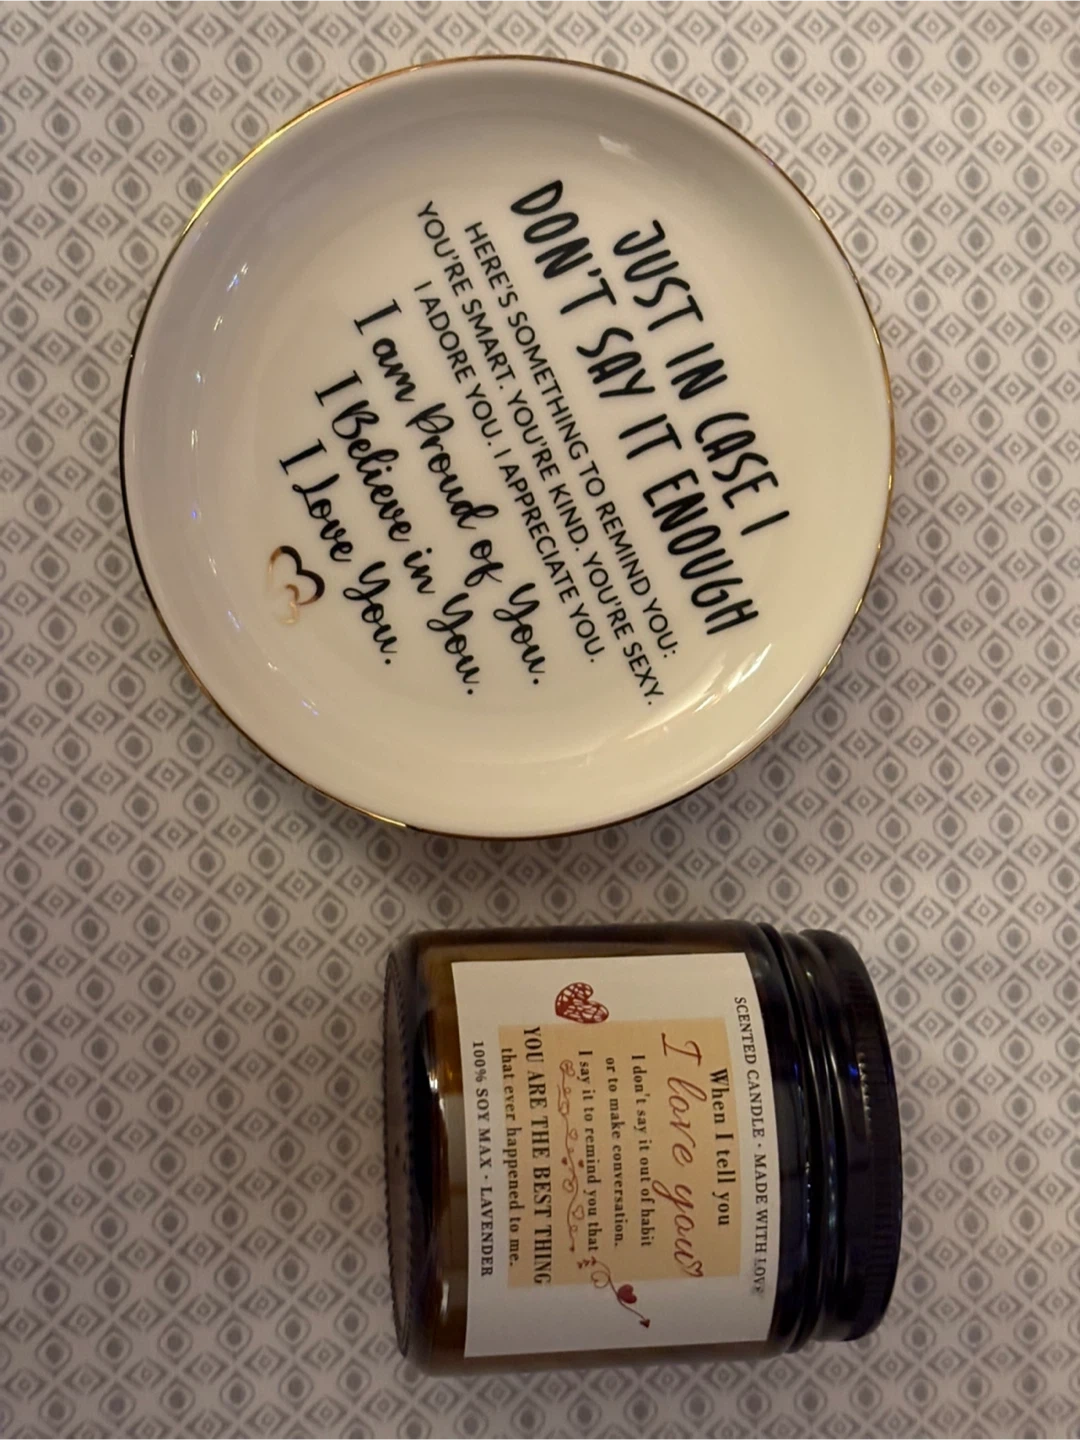 JUST IN CASE I
DON'T SAY IT ENOUGH
HERE'S SOMETHING TO REMIND YOU:
YOU'RE SMART. YOU'RE KIND. YOU'RE SEXY.
I ADORE YOU. I APPRECIATE YOU.
I am Proud of You.
I Believe in You.
I Love You.
SCENTED CANDLE · MADE WITH LOVE
When I tell you
I love you
I don't say it out of habit
or to make conversation.
I say it to remind you that
YOU ARE THE BEST THING
that ever happened to me.
100% SOY MAX · LAVENDER